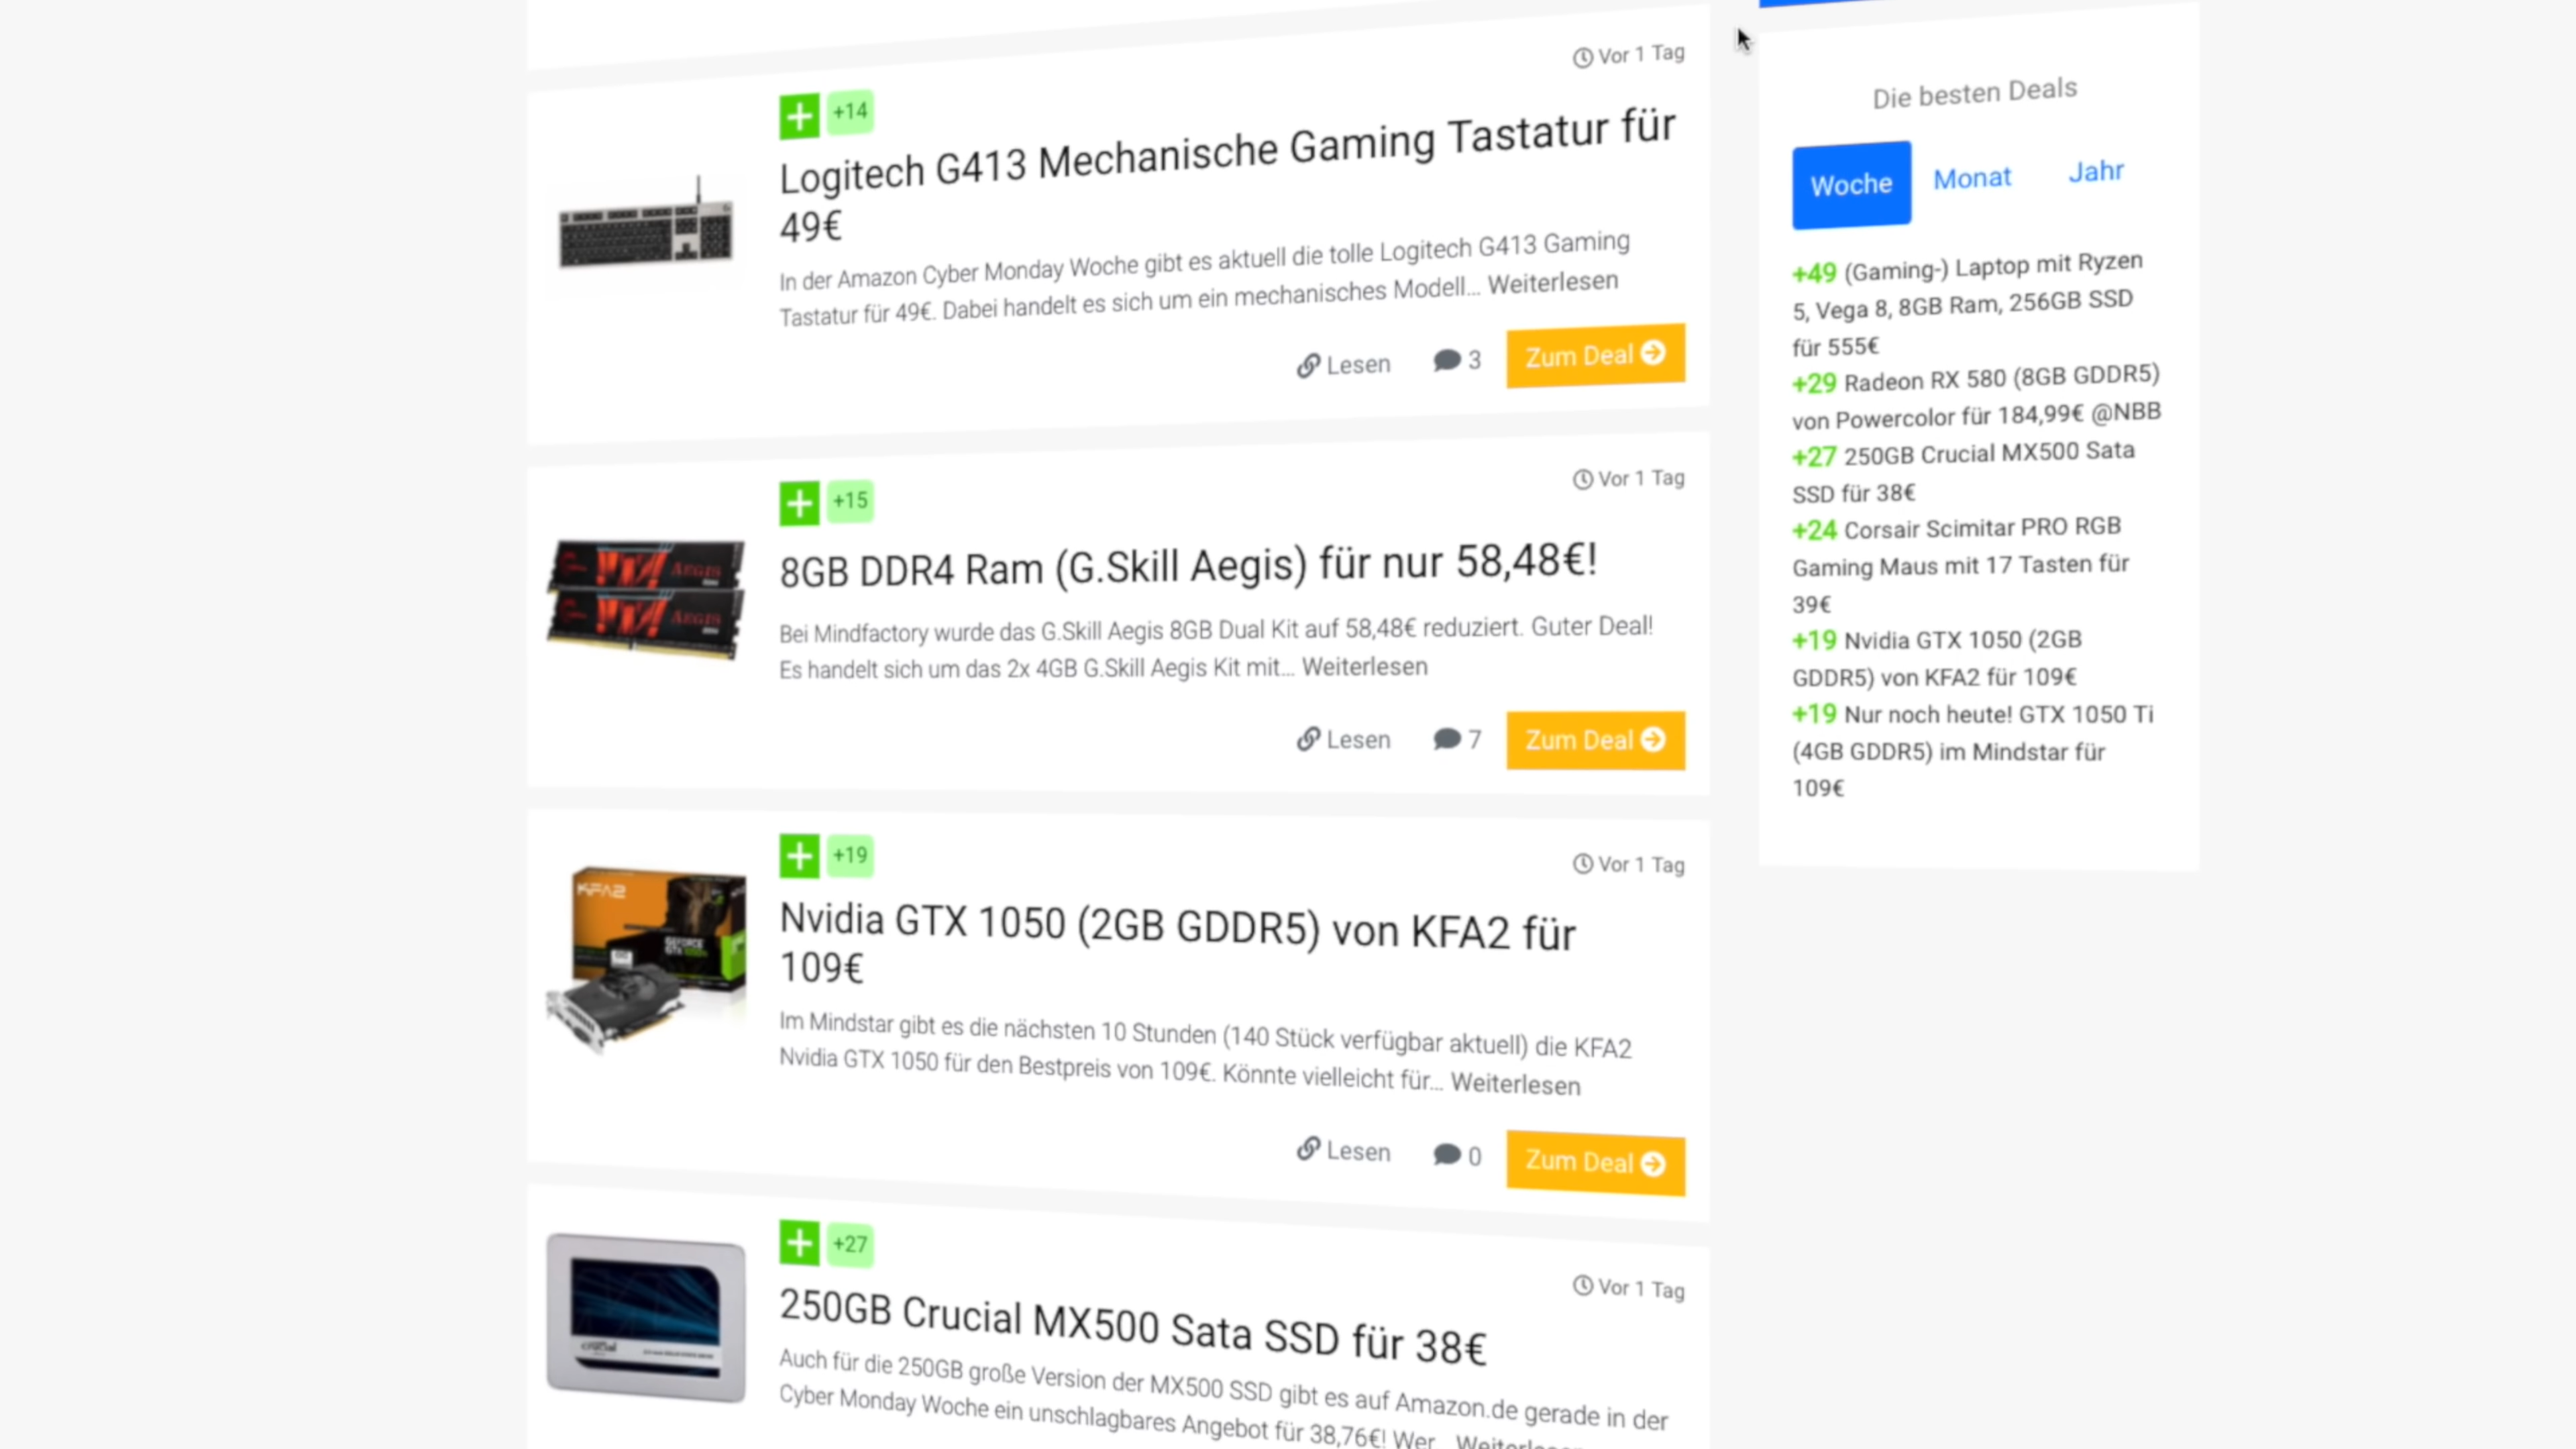 Vor 1 Tag
+14
Logitech G413 Mechanische Gaming Tastatur für
49€
In der Amazon Cyber Monday Woche gibt es aktuell die tolle Logitech G413 Gaming
Tastatur für 49€. Dabei handelt es sich um ein mechanisches Modell... Weiterlesen
Lesen 3 Zum Deal
Vor 1 Tag
+15
8GB DDR4 Ram (G.Skill Aegis) für nur 58,48€!
Bei Mindfactory wurde das G.Skill Aegis 8GB Dual Kit auf 58,48€ reduziert. Guter Deal!
Es handelt sich um das 2x 4GB G.Skill Aegis Kit mit... Weiterlesen
Lesen 7 Zum Deal
AEGIS
AEGIS
+19
Vor 1 Tag
Nvidia GTX 1050 (2GB GDDR5) von KFA2 für
109€
Im Mindstar gibt es die nächsten 10 Stunden (140 Stück verfügbar aktuell) die KFA2
Nvidia GTX 1050 für den Bestpreis von 109€. Könnte vielleicht für... Weiterlesen
Lesen 0 Zum Deal
KFA2
GEFORCE
+27
Vor 1 Tag
250GB Crucial MX500 Sata SSD für 38€
Auch für die 250GB große Version der MX500 SSD gibt es auf Amazon.de gerade in der
Cyber Monday Woche ein unschlagbares Angebot für 38,76€! Wer... Weiterlesen
crucial
Die besten Deals
Woche Monat Jahr
+49 (Gaming-) Laptop mit Ryzen
5, Vega 8, 8GB Ram, 256GB SSD
für 555€
+29 Radeon RX 580 (8GB GDDR5)
von Powercolor für 184,99€ @NBB
+27 250GB Crucial MX500 Sata
SSD für 38€
+24 Corsair Scimitar PRO RGB
Gaming Maus mit 17 Tasten für
39€
+19 Nvidia GTX 1050 (2GB
GDDR5) von KFA2 für 109€
+19 Nur noch heute! GTX 1050 Ti
(4GB GDDR5) im Mindstar für
109€